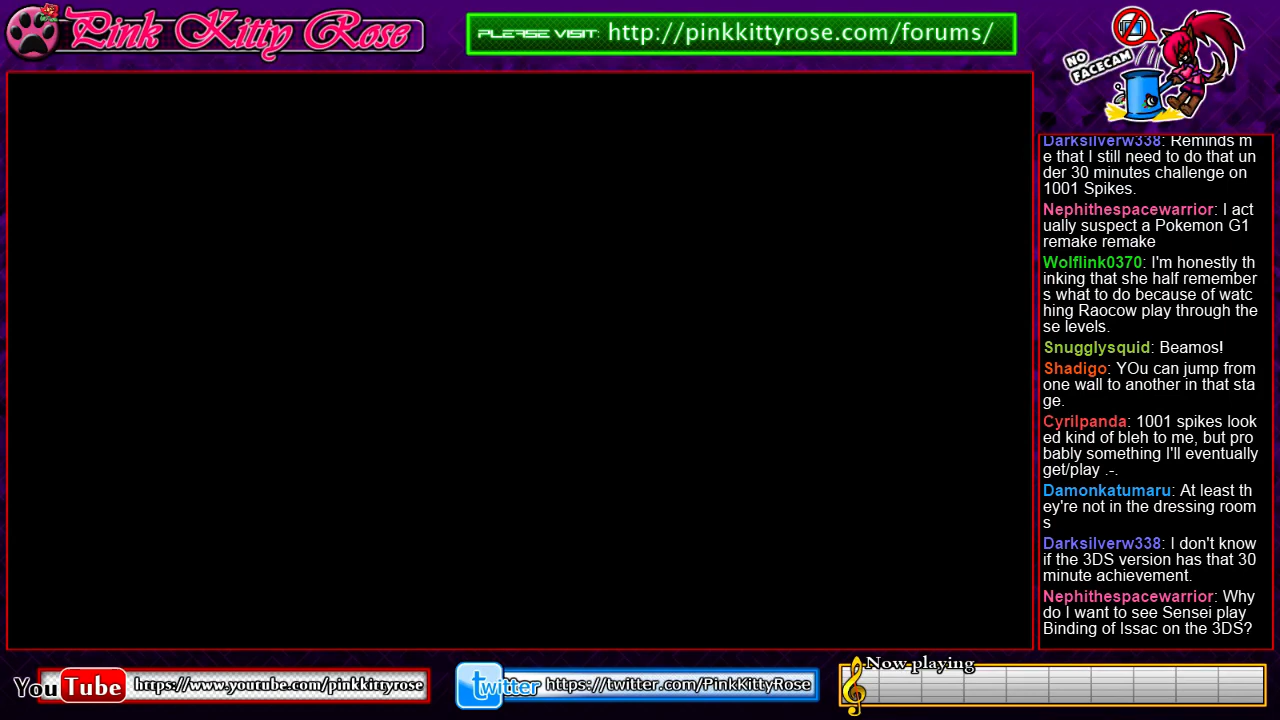 Pink Kitty Rose
PLEASE VISIT: http://pinkkittyrose.com/forums/
NO
FACECAM
Darksilverw338: Reminds m
e that I still need to do that un
der 30 minutes challenge on
1001 Spikes.
Nephithespacewarrior: I act
ually suspect a Pokemon G1
remake remake
Wolflink0370: I'm honestly th
inking that she half remember
s what to do because of watc
hing Raocow play through the
se levels.
Snugglysquid: Beamos!
Shadigo: YOu can jump from
one wall to another in that sta
ge.
Cyrilpanda: 1001 spikes look
ed kind of bleh to me, but pro
bably something I'll eventually
get/play .-.
Damonkatumaru: At least th
ey're not in the dressing room
s
Darksilverw338: I don't know
if the 3DS version has that 30
minute achievement.
Nephithespacewarrior: Why
do I want to see Sensei play
Binding of Issac on the 3DS?
YouTube https://www.youtube.com/pinkkittyrose
twitter https://twitter.com/PinkKittyRose
Now playing